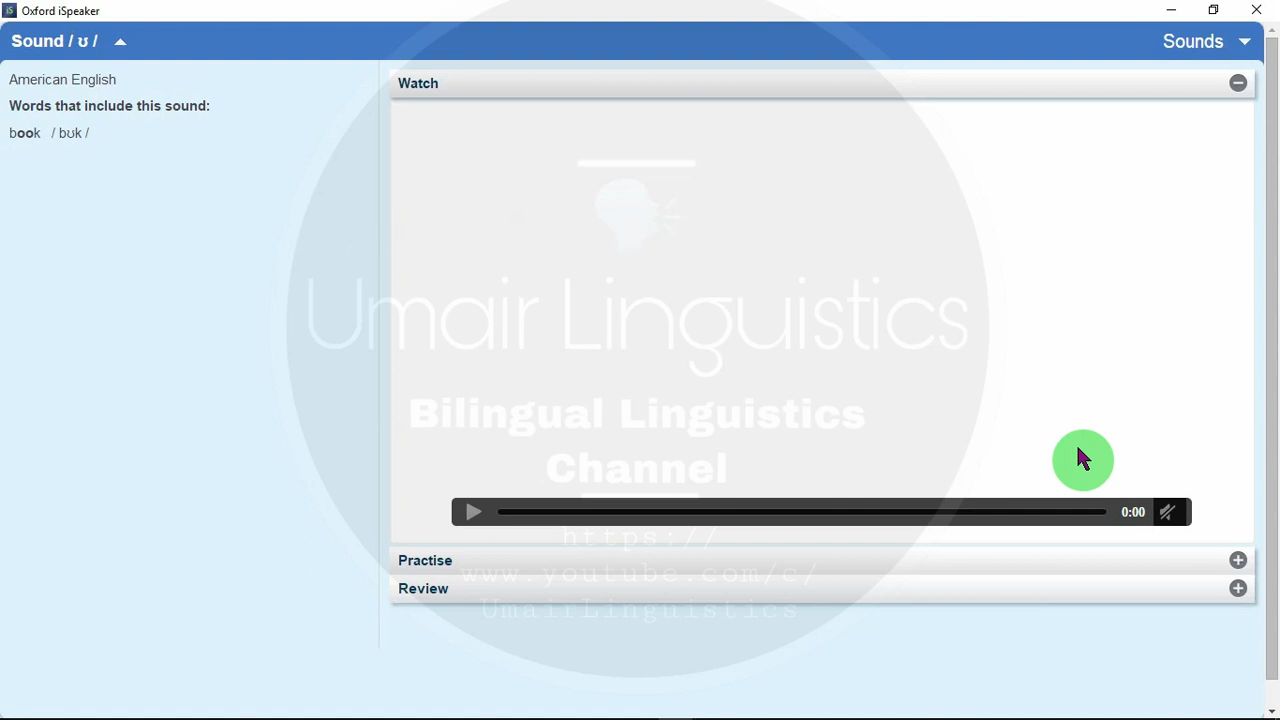 Oxford iSpeaker
Sound / ʊ /
Sounds
American English
Words that include this sound:
book / bʊk /
Watch
Umair Linguistics
Bilingual Linguistics
Channel
0:00
https://
www.youtube.com/c/
UmairLinguistics
Practise
Review